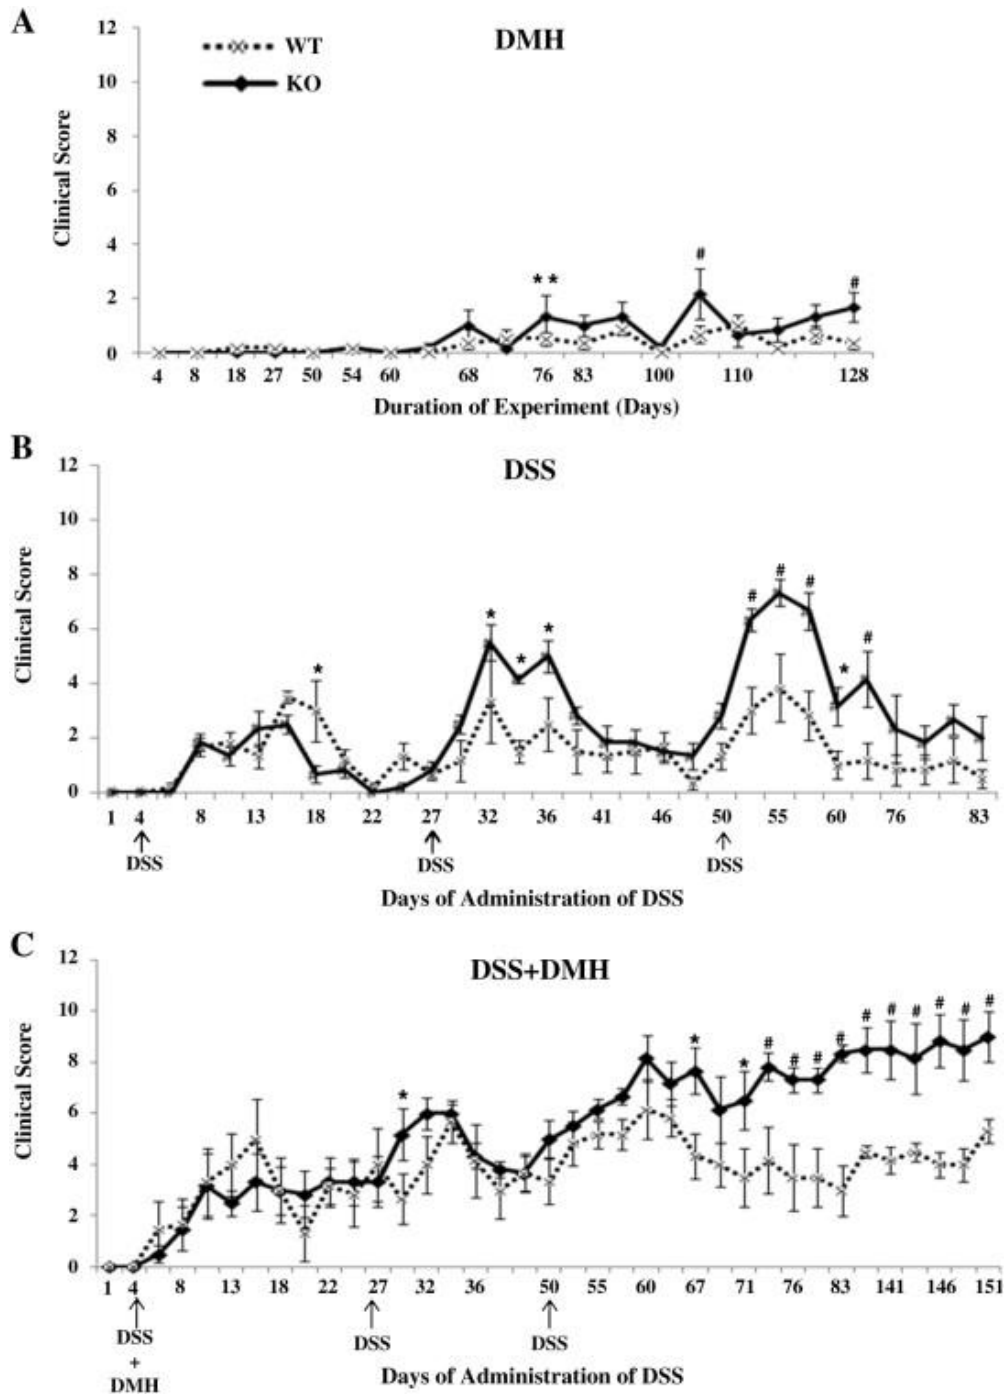 A
DMH
WT
KO
12
10
8
6
4
2
0
Clinical Score
* *
#
#
4 8 18 27 50 54 60 68 76 83 100 110 128
Duration of Experiment (Days)
B
DSS
12
10
8
6
4
2
0
Clinical Score
* * * * # # # * #
1 4 8 13 18 22 27 32 36 41 46 50 55 60 76 83
DSS DSS DSS
Days of Administration of DSS
C
DSS+DMH
12
10
8
6
4
2
0
Clinical Score
* * * # # # # # # # # # #
1 4 8 13 18 22 27 32 36 50 55 60 67 71 76 83 141 146 151
DSS DSS DSS
+
DMH
Days of Administration of DSS